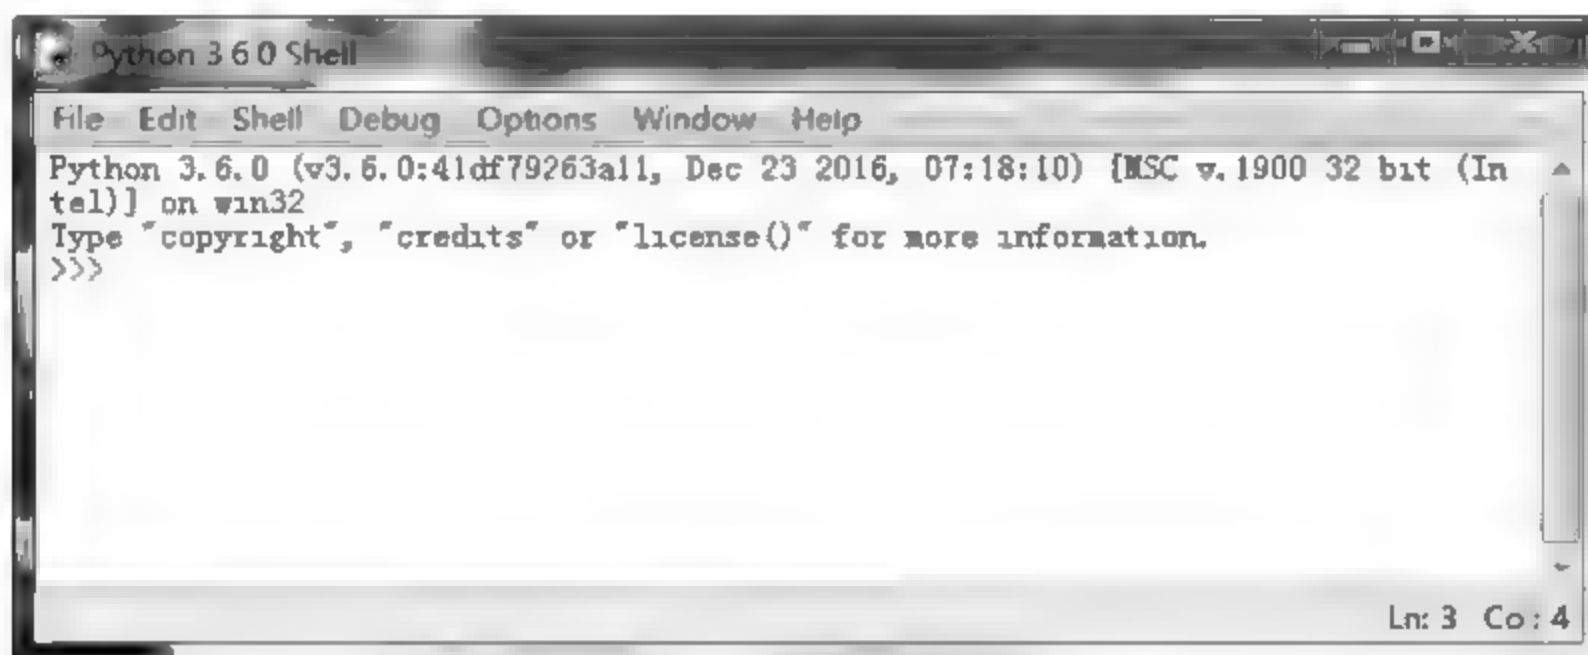 Python 3 6 0 Shell
File Edit Shell Debug Options Window Help
Python 3.6.0 (v3.6.0:41df79263a11, Dec 23 2016, 07:18:10) [MSC v.1900 32 bit (In
tel)] on win32
Type "copyright", "credits" or "license()" for more information.
>>>
Ln: 3 Co : 4